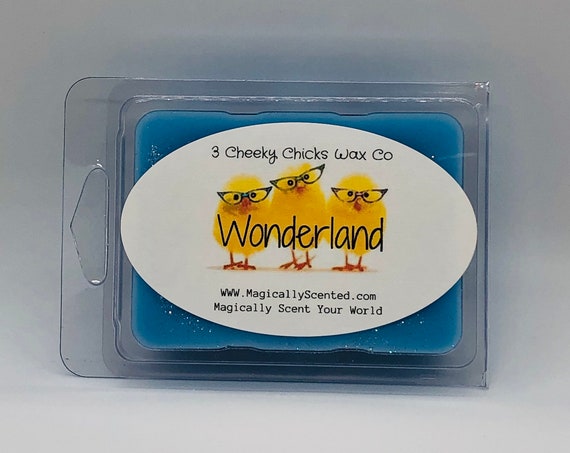 3 Cheeky Chicks Wax Co
Wonderland
WWW.MagicallyScented.com
Magically Scent Your World